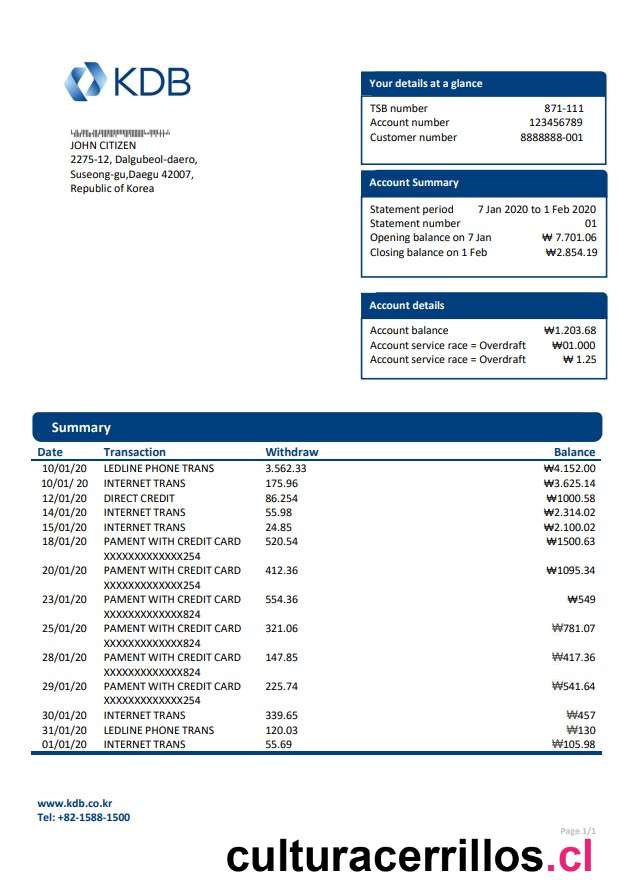 KDB
JOHN CITIZEN
2275-12, Dalgubeol-daero,
Suseong-gu,Daegu 42007,
Republic of Korea
Your details at a glance
TSB number 871-111
Account number 123456789
Customer number 8888888-001
Account Summary
Statement period 7 Jan 2020 to 1 Feb 2020
Statement number 01
Opening balance on 7 Jan ₩ 7.701.06
Closing balance on 1 Feb ₩2.854.19
Account details
Account balance ₩1.203.68
Account service race = Overdraft ₩01.000
Account service race = Overdraft ₩ 1.25
Summary
Date Transaction Withdraw Balance
10/01/20 LEDLINE PHONE TRANS 3.562.33 ₩4.152.00
10/01/ 20 INTERNET TRANS 175.96 ₩3.625.14
12/01/20 DIRECT CREDIT 86.254 ₩1000.58
14/01/20 INTERNET TRANS 55.98 ₩2.314.02
15/01/20 INTERNET TRANS 24.85 ₩2.100.02
18/01/20 PAMENT WITH CREDIT CARD 520.54 ₩1500.63
XXXXXXXXXXXXX254
20/01/20 PAMENT WITH CREDIT CARD 412.36 ₩1095.34
XXXXXXXXXXXXX254
23/01/20 PAMENT WITH CREDIT CARD 554.36 ₩549
XXXXXXXXXXXXX824
25/01/20 PAMENT WITH CREDIT CARD 321.06 ₩781.07
XXXXXXXXXXXXX824
28/01/20 PAMENT WITH CREDIT CARD 147.85 ₩417.36
XXXXXXXXXXXXX824
29/01/20 PAMENT WITH CREDIT CARD 225.74 ₩541.64
XXXXXXXXXXXXX254
30/01/20 INTERNET TRANS 339.65 ₩457
31/01/20 LEDLINE PHONE TRANS 120.03 ₩130
01/01/20 INTERNET TRANS 55.69 ₩105.98
www.kdb.co.kr
Tel: +82-1588-1500
Page 1/1
culturacerrillos.cl